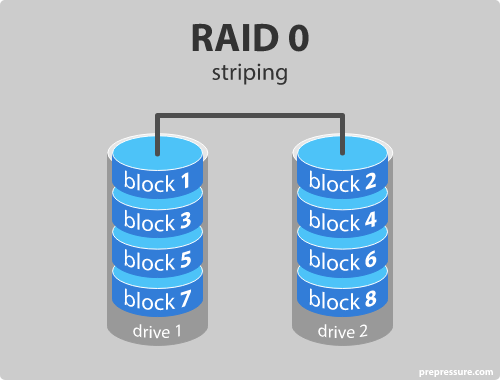 RAID 0
striping
block 1
block 3
block 5
block 7
drive 1
block 2
block 4
block 6
block 8
drive 2
prepressure.com